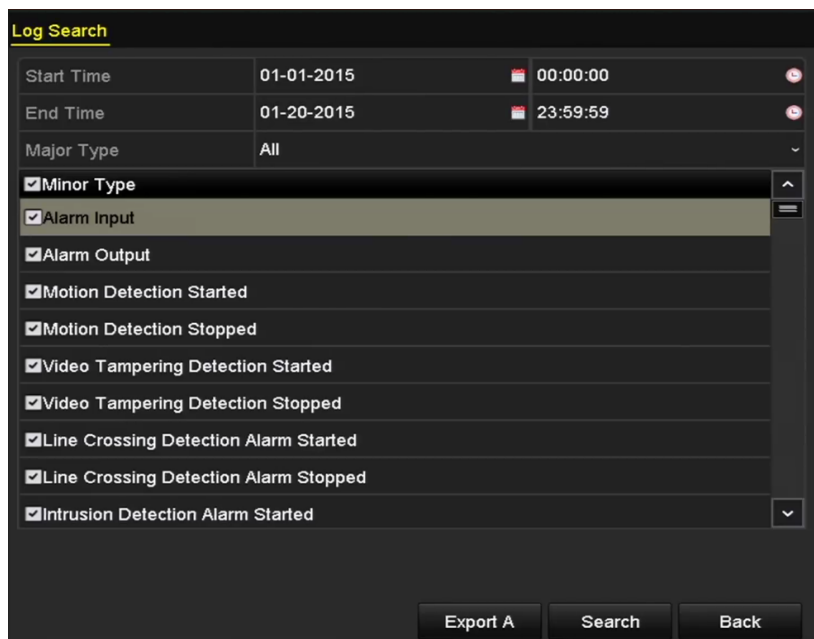 Log Search
Start Time 01-01-2015 00:00:00
End Time 01-20-2015 23:59:59
Major Type All
Minor Type
Alarm Input
Alarm Output
Motion Detection Started
Motion Detection Stopped
Video Tampering Detection Started
Video Tampering Detection Stopped
Line Crossing Detection Alarm Started
Line Crossing Detection Alarm Stopped
Intrusion Detection Alarm Started
Export A Search Back